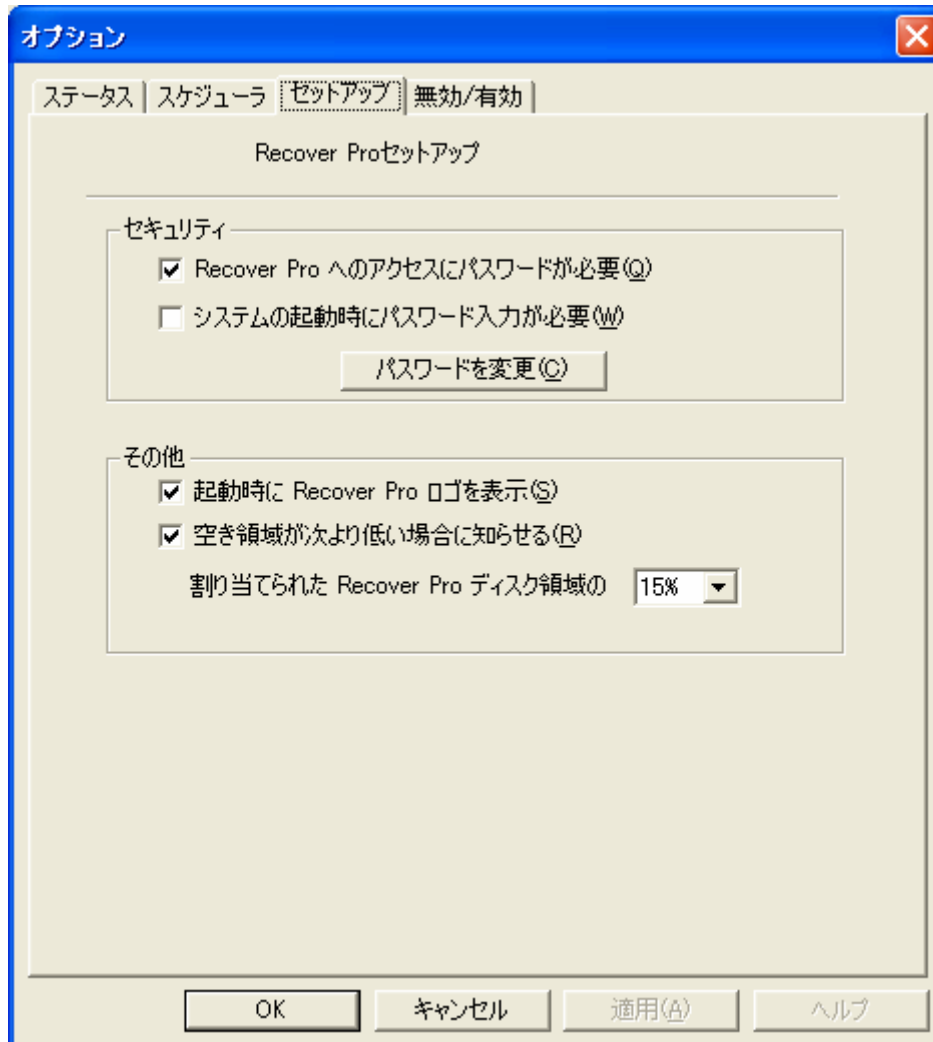 オプション
ステータス スケジューラ セットアップ 無効/有効
Recover Proセットアップ
セキュリティ
Recover Pro へのアクセスにパスワードが必要(Q)
システムの起動時にパスワード入力が必要(W)
パスワードを変更(C)
その他
起動時に Recover Pro ロゴを表示(S)
空き領域が次より低い場合に知らせる(R)
割り当てられた Recover Pro ディスク領域の 15%
OK キャンセル 適用(A) ヘルプ